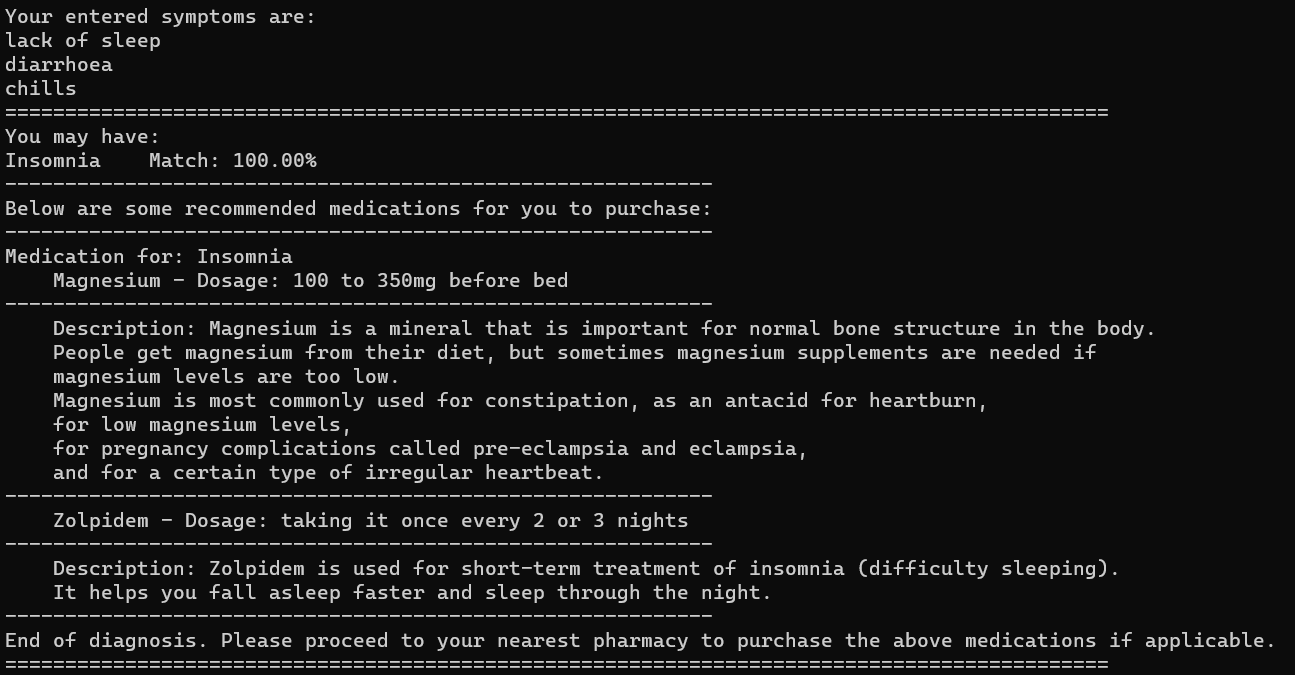 Your entered symptoms are:
lack of sleep
diarrhoea
chills
============================================================================================
You may have:
Insomnia    Match: 100.00%
-----------------------------------------------------------
Below are some recommended medications for you to purchase:
-----------------------------------------------------------
Medication for: Insomnia
    Magnesium - Dosage: 100 to 350mg before bed
-----------------------------------------------------------
    Description: Magnesium is a mineral that is important for normal bone structure in the body.
    People get magnesium from their diet, but sometimes magnesium supplements are needed if
    magnesium levels are too low.
    Magnesium is most commonly used for constipation, as an antacid for heartburn,
    for low magnesium levels,
    for pregnancy complications called pre-eclampsia and eclampsia,
    and for a certain type of irregular heartbeat.
-----------------------------------------------------------
    Zolpidem - Dosage: taking it once every 2 or 3 nights
-----------------------------------------------------------
    Description: Zolpidem is used for short-term treatment of insomnia (difficulty sleeping).
    It helps you fall asleep faster and sleep through the night.
-----------------------------------------------------------
End of diagnosis. Please proceed to your nearest pharmacy to purchase the above medications if applicable.
============================================================================================